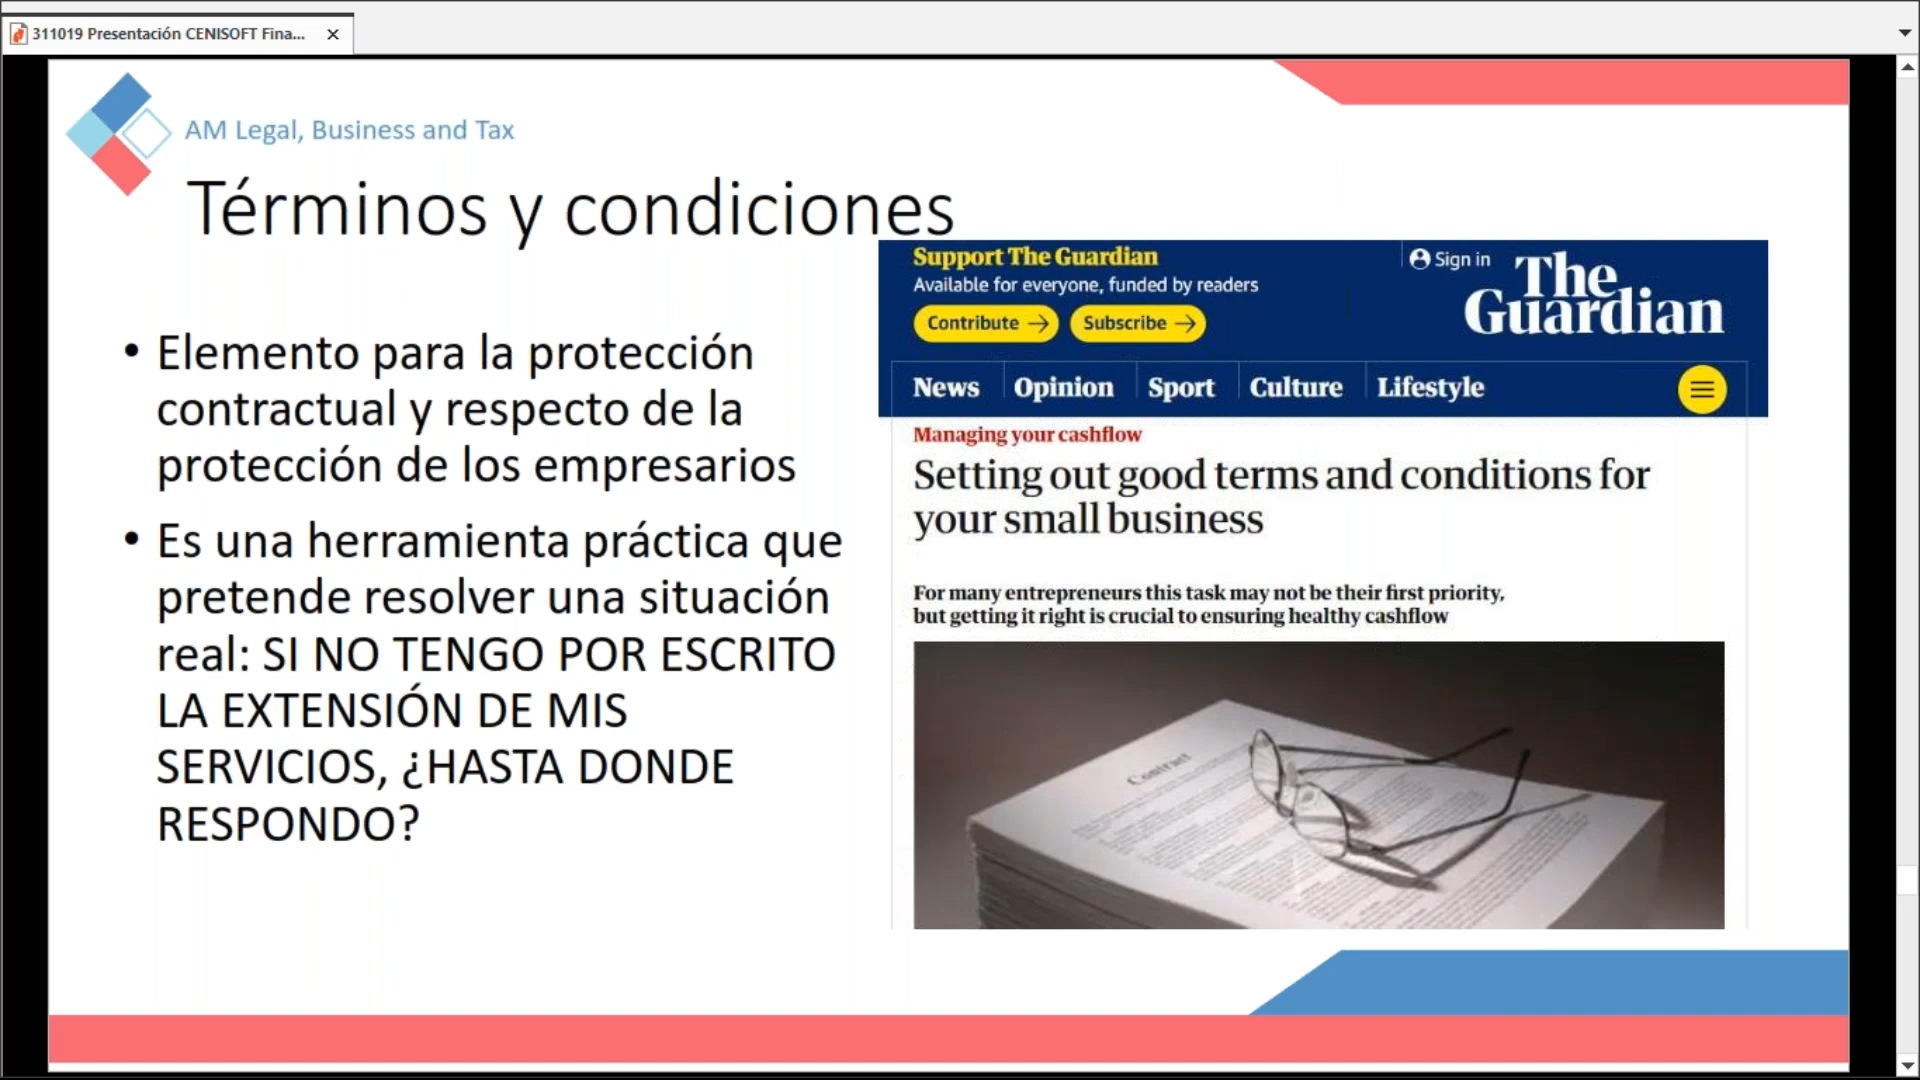 311019 Presentación CENISOFT Fina...
AM Legal, Business and Tax
Términos y condiciones
• Elemento para la protección
contractual y respecto de la
protección de los empresarios
• Es una herramienta práctica que
pretende resolver una situación
real: SI NO TENGO POR ESCRITO
LA EXTENSIÓN DE MIS
SERVICIOS, ¿HASTA DONDE
RESPONDO?
Support The Guardian
Available for everyone, funded by readers
Contribute →
Subscribe →
Sign in
The
Guardian
News
Opinion
Sport
Culture
Lifestyle
Managing your cashflow
Setting out good terms and conditions for
your small business
For many entrepreneurs this task may not be their first priority,
but getting it right is crucial to ensuring healthy cashflow
Contract